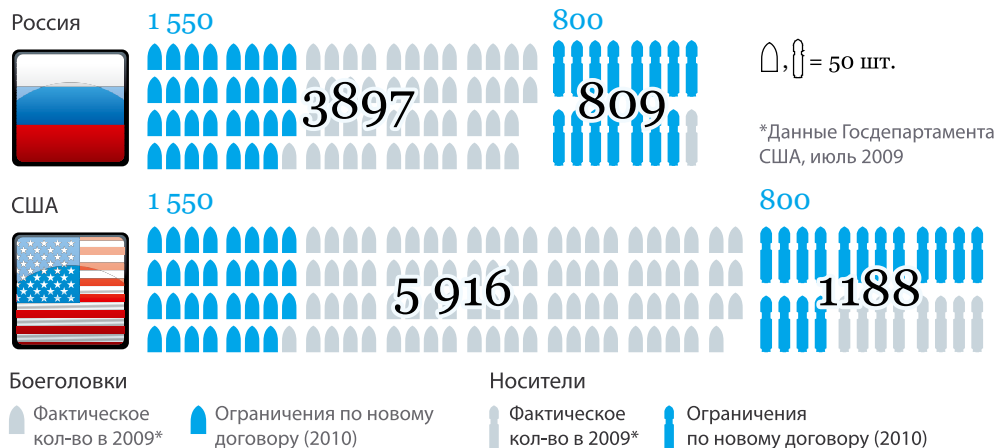 Россия
1 550
3897
800
809
= 50 шт.
*Данные Госдепартамента
США, июль 2009
США
1 550
5 916
800
1188
Боеголовки
Фактическое
кол-во в 2009*
Ограничения по новому
договору (2010)
Носители
Фактическое
кол-во в 2009*
Ограничения
по новому договору (2010)